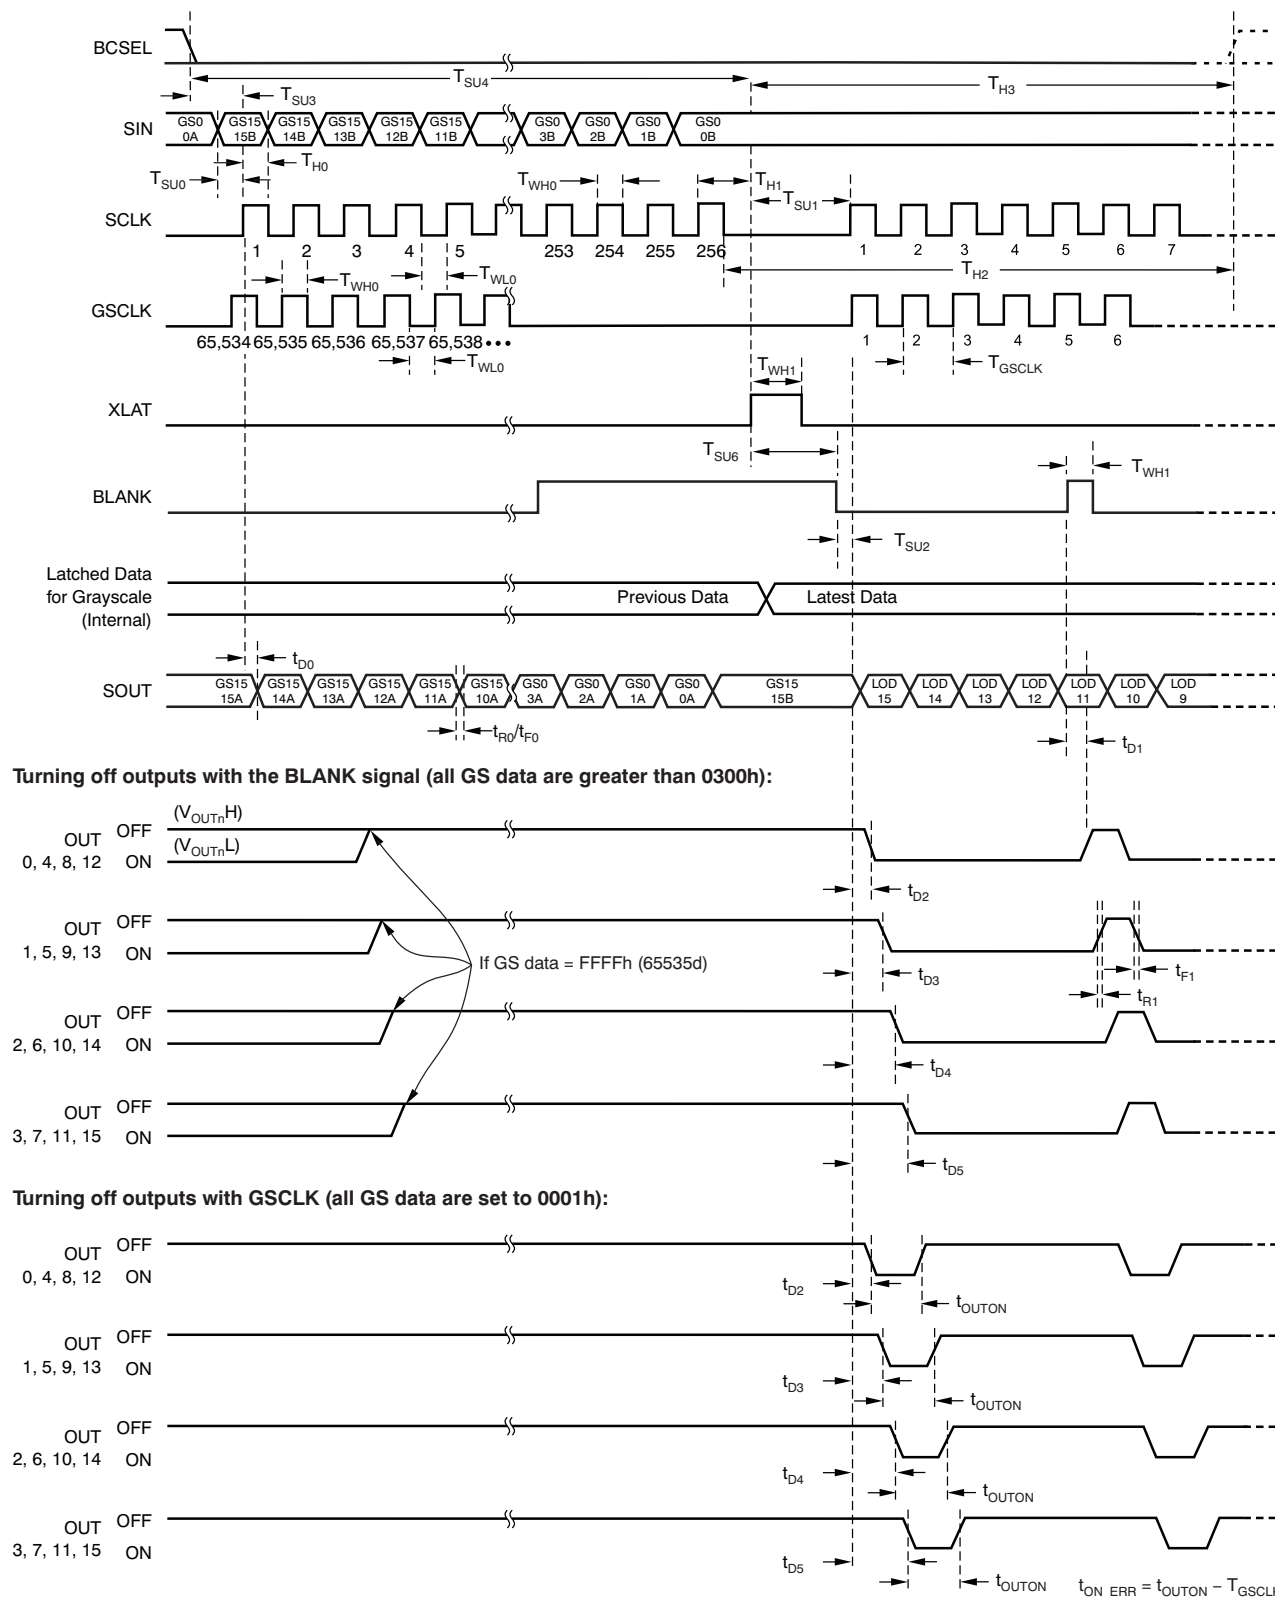 BCSEL
TSU4
TH3
TSU3
SIN
GS0 0A
GS15 15B
GS15 14B
GS15 13B
GS15 12B
GS15 11B
GS0 3B
GS0 2B
GS0 1B
GS0 0B
TH0
TSU0
TWH0
TH1
TSU1
SCLK
1 2 3 4 5 253 254 255 256 1 2 3 4 5 6 7
TH2
TWH0
TWL0
GSCLK
65,534 65,535 65,536 65,537 65,538 •••
1 2 3 4 5 6
TWL0
TGSCLK
TWH1
XLAT
TSU6
TWH1
BLANK
TSU2
Latched Data
for Grayscale
(Internal)
Previous Data
Latest Data
tD0
SOUT
GS15 15A
GS15 14A
GS15 13A
GS15 12A
GS15 11A
GS15 10A
GS0 3A
GS0 2A
GS0 1A
GS0 0A
GS15 15B
LOD 15
LOD 14
LOD 13
LOD 12
LOD 11
LOD 10
LOD 9
tR0/tF0
tD1
Turning off outputs with the BLANK signal (all GS data are greater than 0300h):
(VOUTnH)
OFF
OUT
(VOUTnL)
0, 4, 8, 12 ON
tD2
OFF
OUT
1, 5, 9, 13 ON
If GS data = FFFFh (65535d)
tD3
tF1
tR1
OFF
OUT
2, 6, 10, 14 ON
tD4
OFF
OUT
3, 7, 11, 15 ON
tD5
Turning off outputs with GSCLK (all GS data are set to 0001h):
OFF
OUT
0, 4, 8, 12 ON
tD2
tOUTON
OFF
OUT
1, 5, 9, 13 ON
tD3
tOUTON
OFF
OUT
2, 6, 10, 14 ON
tD4
tOUTON
OFF
OUT
3, 7, 11, 15 ON
tD5
tOUTON
tON ERR = tOUTON – TGSCLK